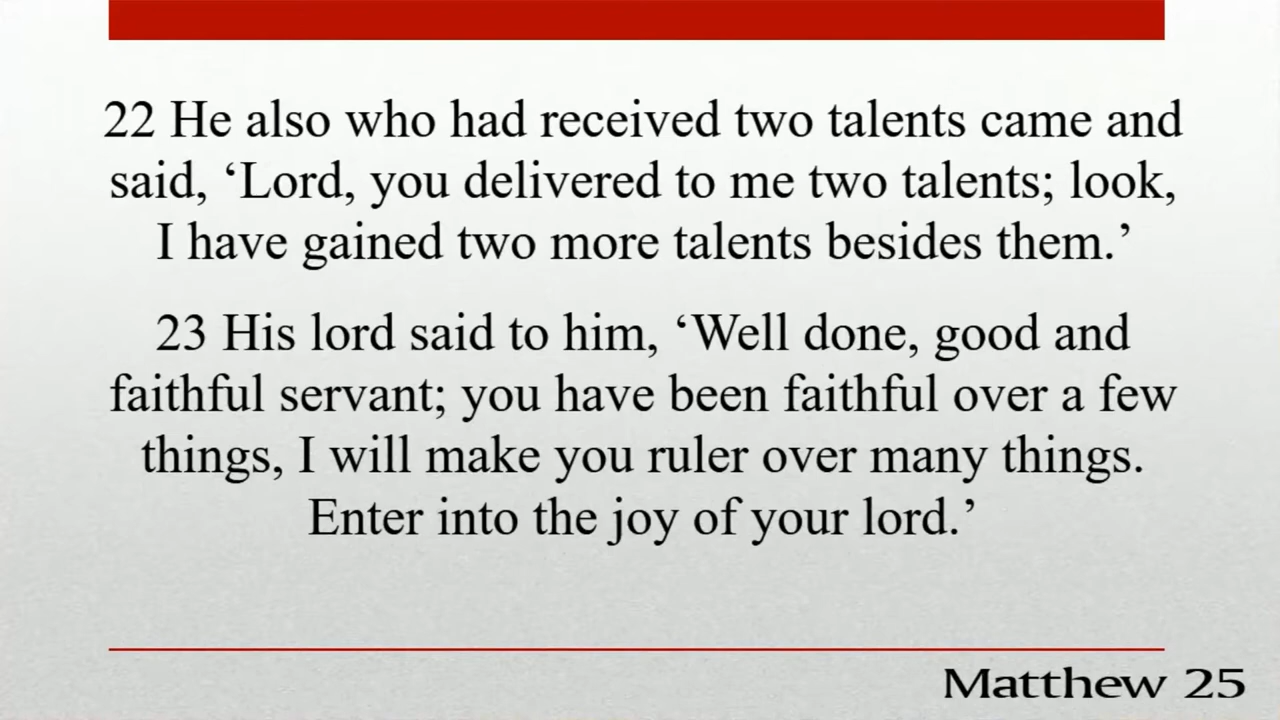 22 He also who had received two talents came and
said, ‘Lord, you delivered to me two talents; look,
I have gained two more talents besides them.’
23 His lord said to him, ‘Well done, good and
faithful servant; you have been faithful over a few
things, I will make you ruler over many things.
Enter into the joy of your lord.’
Matthew 25